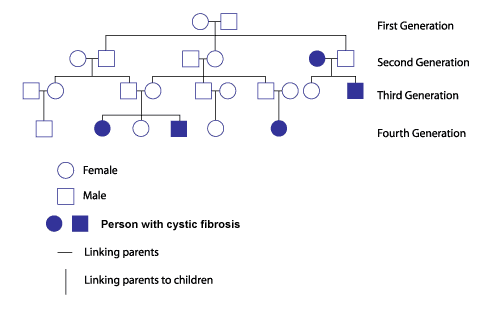 First Generation
Second Generation
Third Generation
Fourth Generation
Female
Male
Person with cystic fibrosis
Linking parents
Linking parents to children